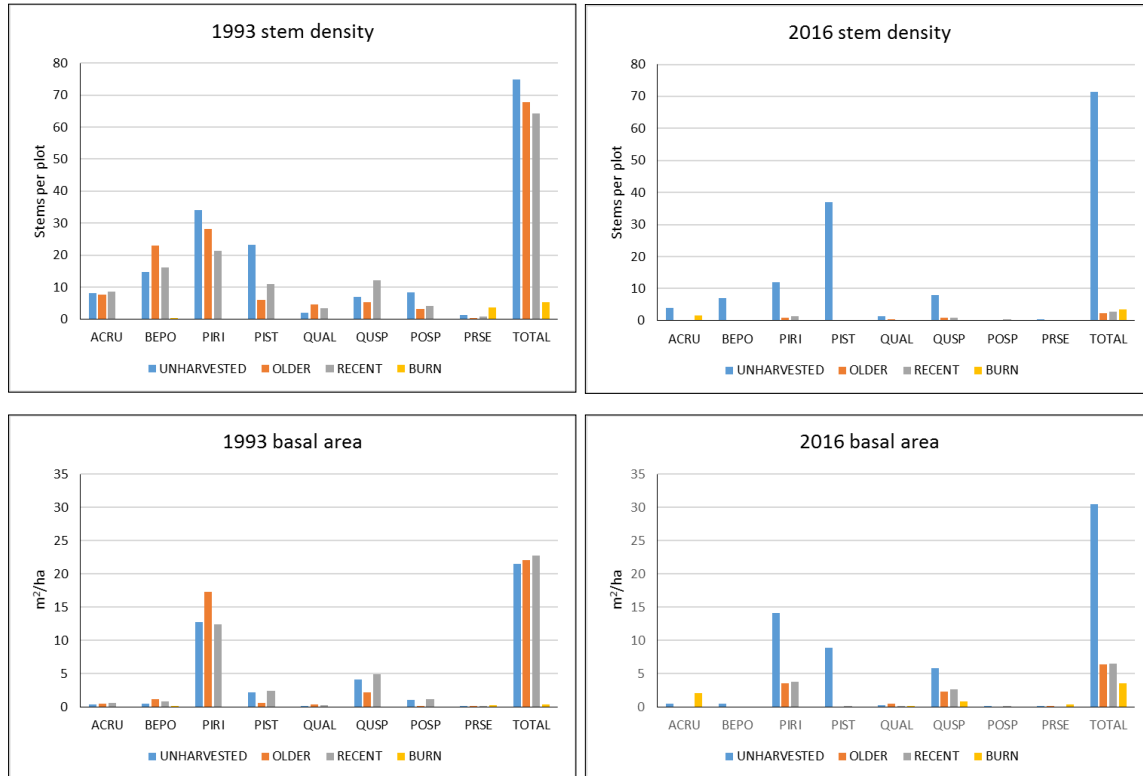 1993 stem density
80
70
60
50
40
30
20
10
0
Stems per plot
ACRU BEPO PIRI PIST QUAL QUSP POSP PRSE TOTAL
UNHARVESTED OLDER RECENT BURN
2016 stem density
80
70
60
50
40
30
20
10
0
Stems per plot
ACRU BEPO PIRI PIST QUAL QUSP POSP PRSE TOTAL
UNHARVESTED OLDER RECENT BURN
1993 basal area
35
30
25
20
15
10
5
0
m²/ha
ACRU BEPO PIRI PIST QUAL QUSP POSP PRSE TOTAL
UNHARVESTED OLDER RECENT BURN
2016 basal area
35
30
25
20
15
10
5
0
m²/ha
ACRU BEPO PIRI PIST QUAL QUSP POSP PRSE TOTAL
UNHARVESTED OLDER RECENT BURN